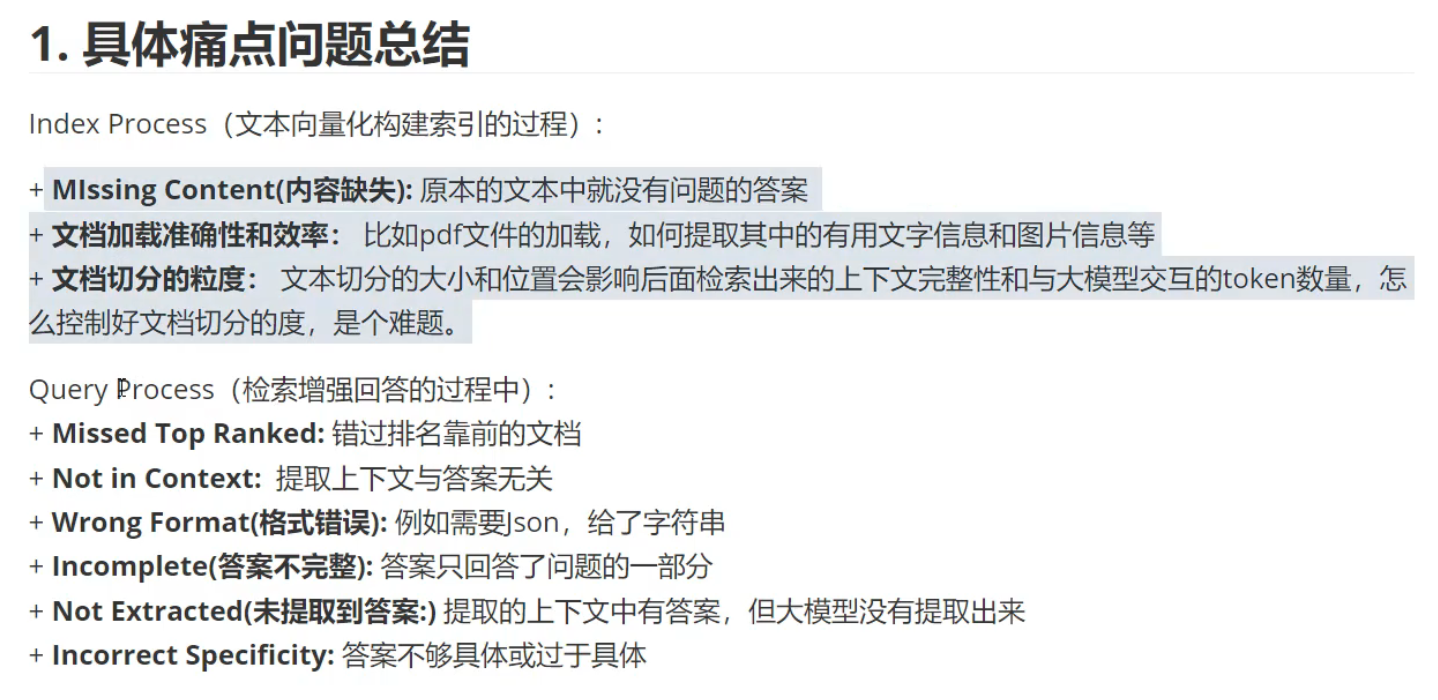 1. 具体痛点问题总结
Index Process（文本向量化构建索引的过程）:
+ MIssing Content(内容缺失): 原本的文本中就没有问题的答案
+ 文档加载准确性和效率： 比如pdf文件的加载，如何提取其中的有用文字信息和图片信息等
+ 文档切分的粒度： 文本切分的大小和位置会影响后面检索出来的上下文完整性和与大模型交互的token数量，怎
么控制好文档切分的度，是个难题。
Query Process（检索增强回答的过程中）:
+ Missed Top Ranked: 错过排名靠前的文档
+ Not in Context: 提取上下文与答案无关
+ Wrong Format(格式错误): 例如需要Json，给了字符串
+ Incomplete(答案不完整): 答案只回答了问题的一部分
+ Not Extracted(未提取到答案:) 提取的上下文中有答案，但大模型没有提取出来
+ Incorrect Specificity: 答案不够具体或过于具体